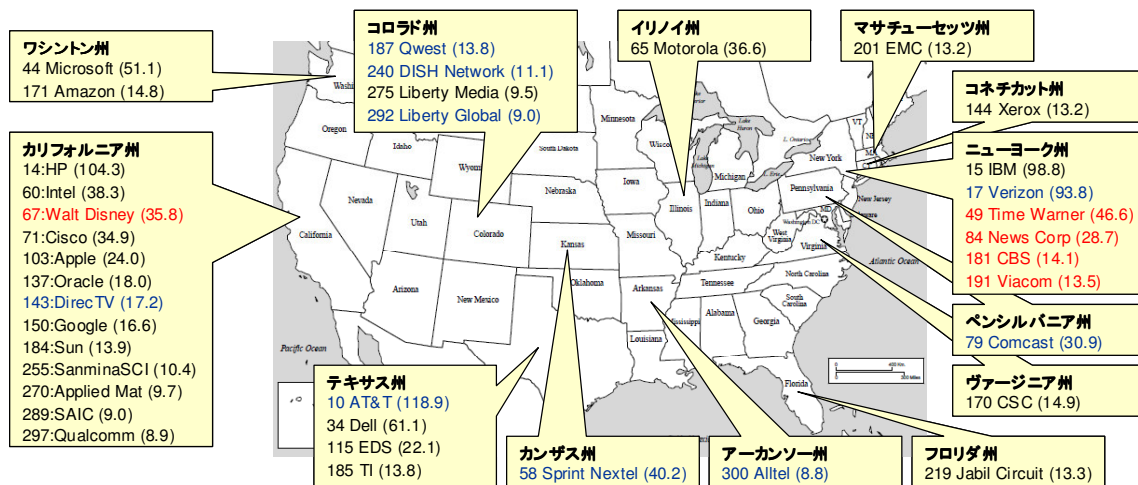 ワシントン州
44 Microsoft (51.1)
171 Amazon (14.8)
コロラド州
187 Qwest (13.8)
240 DISH Network (11.1)
275 Liberty Media (9.5)
292 Liberty Global (9.0)
イリノイ州
65 Motorola (36.6)
マサチューセッツ州
201 EMC (13.2)
コネチカット州
144 Xerox (13.2)
カリフォルニア州
14:HP (104.3)
60:Intel (38.3)
67:Walt Disney (35.8)
71:Cisco (34.9)
103:Apple (24.0)
137:Oracle (18.0)
143:DirecTV (17.2)
150:Google (16.6)
184:Sun (13.9)
255:SanminaSCI (10.4)
270:Applied Mat (9.7)
289:SAIC (9.0)
297:Qualcomm (8.9)
ニューヨーク州
15 IBM (98.8)
17 Verizon (93.8)
49 Time Warner (46.6)
84 News Corp (28.7)
181 CBS (14.1)
191 Viacom (13.5)
ペンシルバニア州
79 Comcast (30.9)
ヴァージニア州
170 CSC (14.9)
テキサス州
10 AT&T (118.9)
34 Dell (61.1)
115 EDS (22.1)
185 TI (13.8)
カンザス州
58 Sprint Nextel (40.2)
アーカンソー州
300 Alltel (8.8)
フロリダ州
219 Jabil Circuit (13.3)
Oregon
Idaho
Nevada
Utah
California
Arizona
Colorado
New Mexico
South Dakota
Nebraska
Kansas
Oklahoma
Minnesota
Iowa
Missouri
Arkansas
Louisiana
Illinois
Michigan
Indiana
Ohio
Kentucky
Tennessee
Alabama
Georgia
Florida
South
Carolina
North Carolina
West
Virginia
Virginia
Washington DC
MD
Pennsylvania
New York
New Jersey
VT
Lake
Huron
Lake
Michigan
L. Erie
Atlantic Ocean
Pacific Ocean